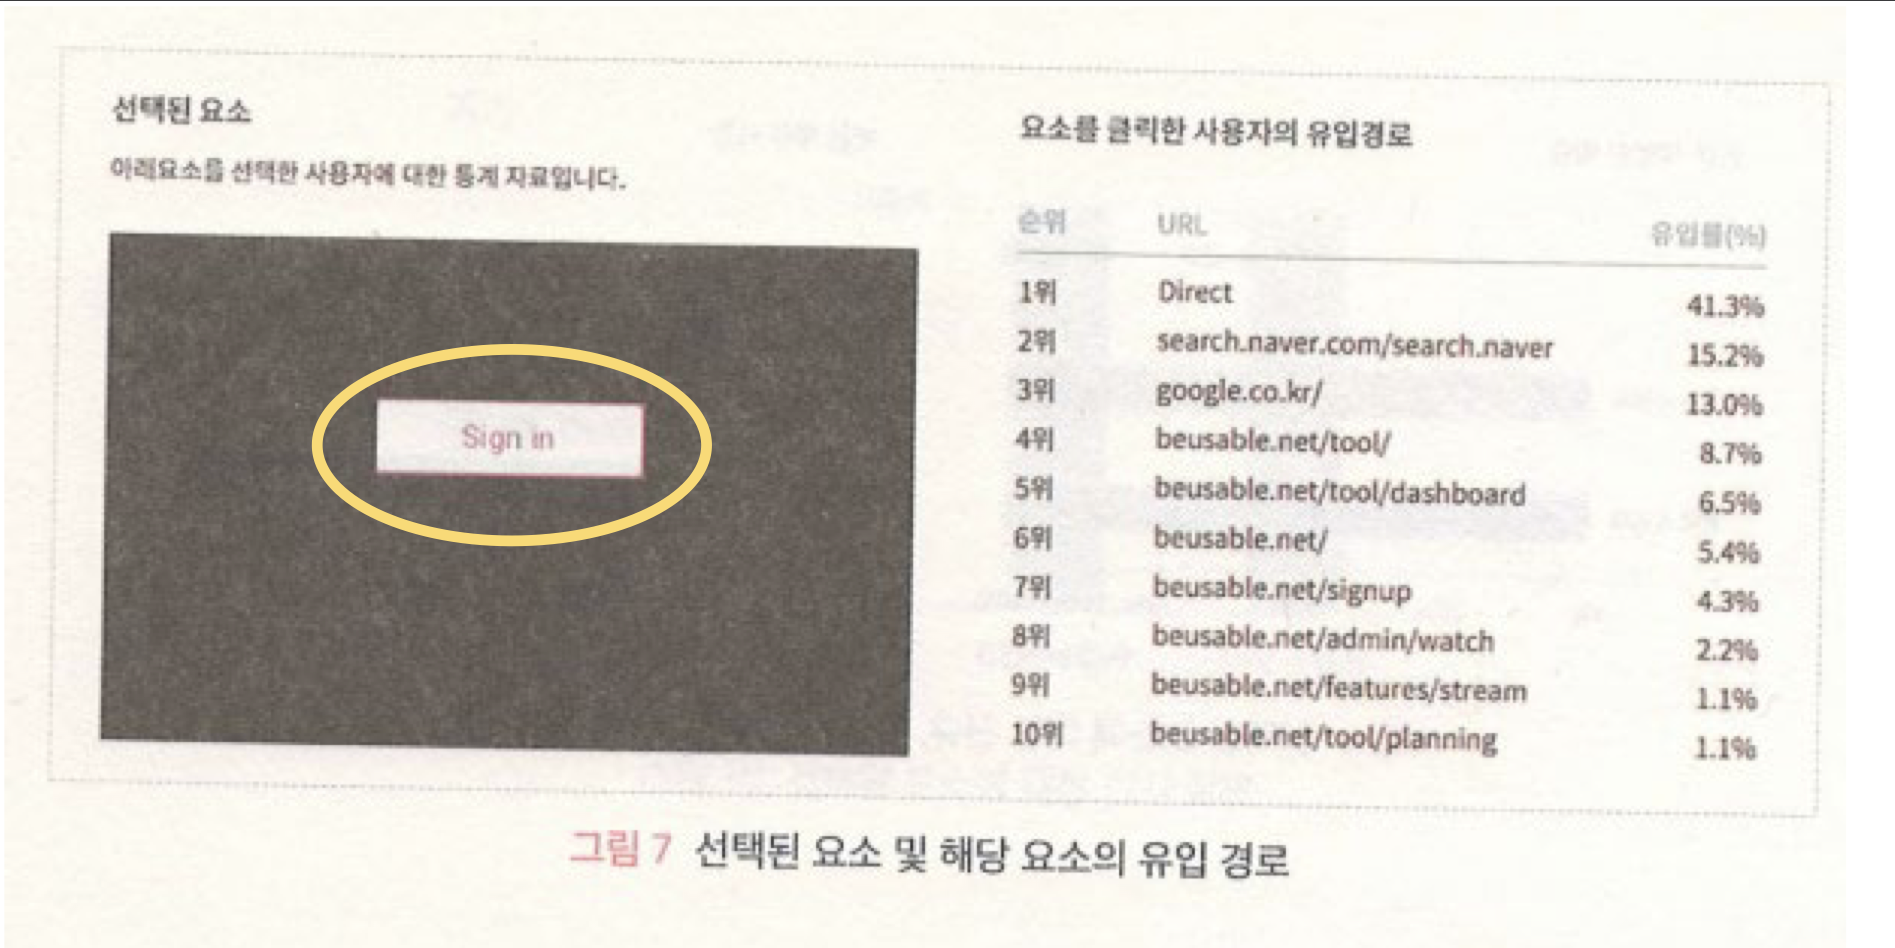 선택된 요소
아래요소를 선택한 사용자에 대한 통계 자료입니다.
Sign in
요소를 클릭한 사용자의 유입경로
순위 URL 유입률(%)
1위 Direct 41.3%
2위 search.naver.com/search.naver 15.2%
3위 google.co.kr/ 13.0%
4위 beusable.net/tool/ 8.7%
5위 beusable.net/tool/dashboard 6.5%
6위 beusable.net/ 5.4%
7위 beusable.net/signup 4.3%
8위 beusable.net/admin/watch 2.2%
9위 beusable.net/features/stream 1.1%
10위 beusable.net/tool/planning 1.1%
그림 7 선택된 요소 및 해당 요소의 유입 경로